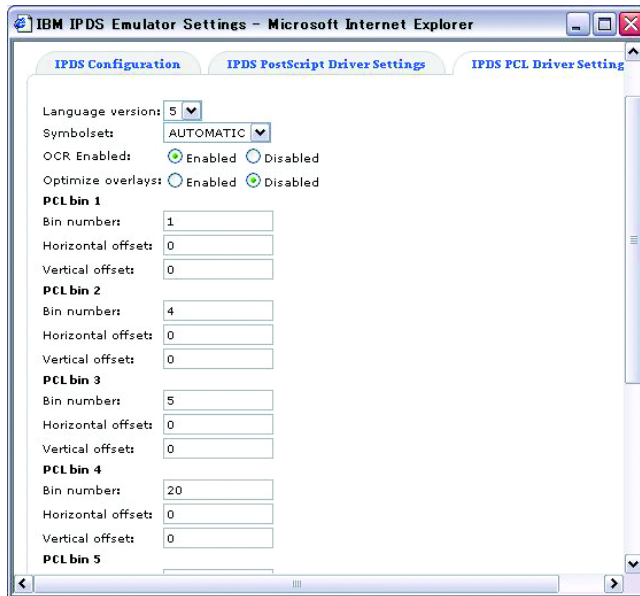 IBM IPDS Emulator Settings - Microsoft Internet Explorer
IPDS Configuration IPDS PostScript Driver Settings IPDS PCL Driver Setting
Language version: 5
Symbolset: AUTOMATIC
OCR Enabled: Enabled Disabled
Optimize overlays: Enabled Disabled
PCL bin 1
Bin number: 1
Horizontal offset: 0
Vertical offset: 0
PCL bin 2
Bin number: 4
Horizontal offset: 0
Vertical offset: 0
PCL bin 3
Bin number: 5
Horizontal offset: 0
Vertical offset: 0
PCL bin 4
Bin number: 20
Horizontal offset: 0
Vertical offset: 0
PCL bin 5